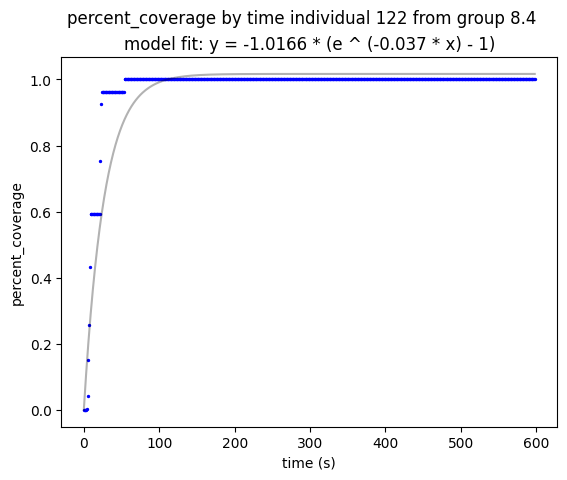 percent_coverage by time individual 122 from group 8.4
model fit: y = -1.0166 * (e ^ (-0.037 * x) - 1)
1.0
0.8
0.6
0.4
0.2
0.0
percent_coverage
0 100 200 300 400 500 600
time (s)